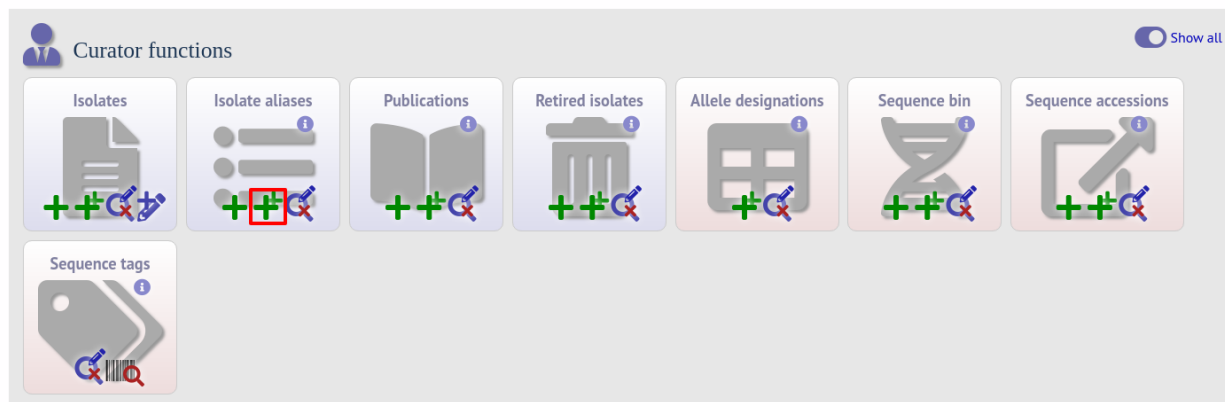 Curator functions
Show all
Isolates
Isolate aliases
Publications
Retired isolates
Allele designations
Sequence bin
Sequence accessions
Sequence tags